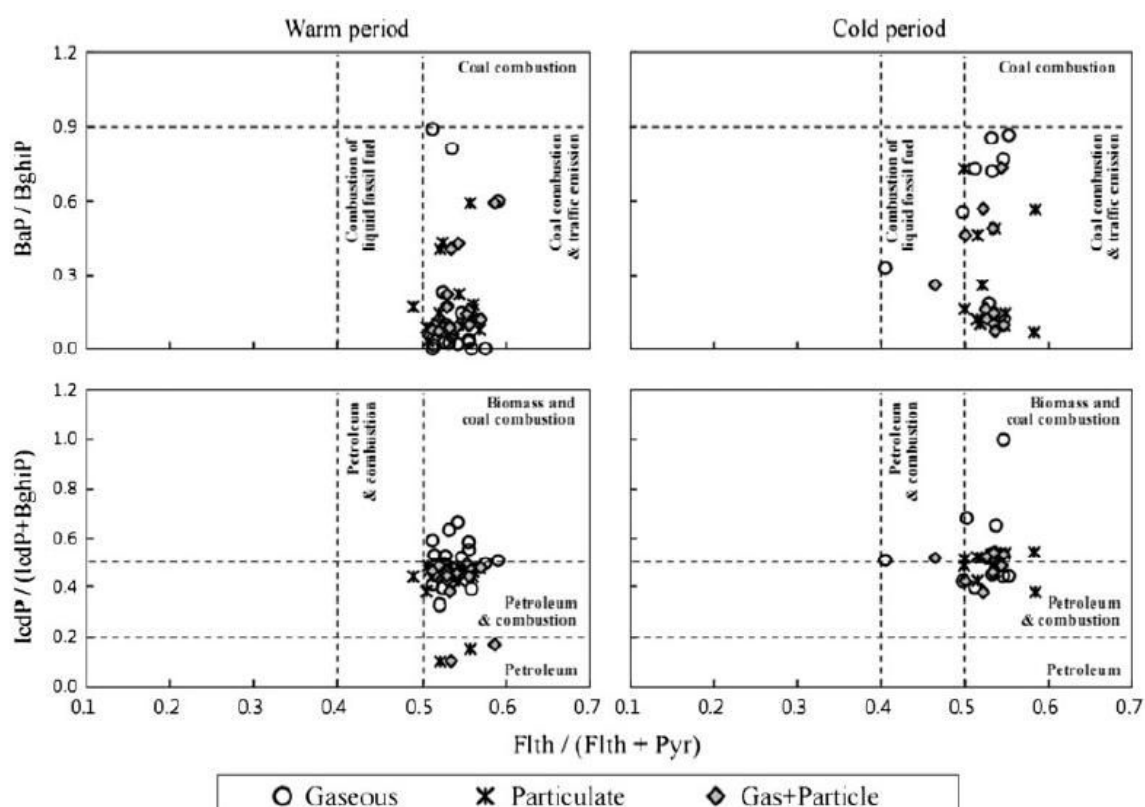 Warm period
Cold period
1.2
0.9
0.6
0.3
0.0
BaP / BghiP
Coal combustion
Combustion of
liquid fossil fud
Coal combustion
& traffic emission
Coal combustion
Combustion of
liquid fossil fud
Coal combustion
& traffic emission
1.2
1.0
0.8
0.6
0.4
0.2
0.0
IcdP / (IcdP+BghiP)
Petroleum
& combustion
Biomass and
coal combustion
Petroleum
& combustion
Petroleum
Petroleum
& combustion
Biomass and
coal combustion
Petroleum
& combustion
Petroleum
0.1 0.2 0.3 0.4 0.5 0.6 0.7
0.1 0.2 0.3 0.4 0.5 0.6 0.7
Flth / (Flth + Pyr)
Gaseous Particulate Gas+Particle